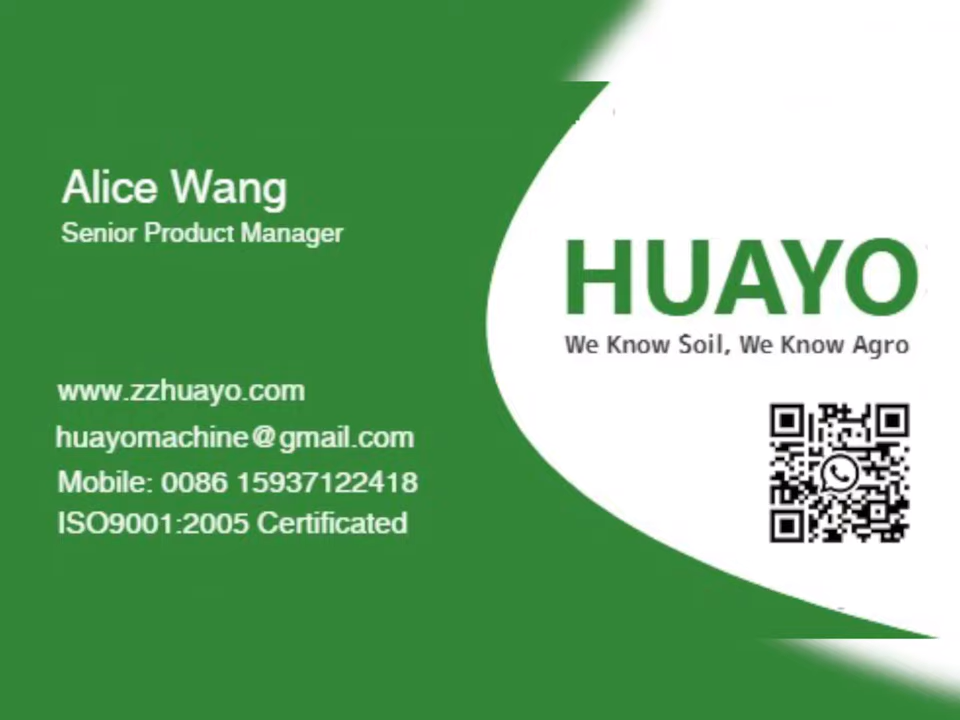 Alice Wang
Senior Product Manager
HUAYO
We Know Soil, We Know Agro
www.zzhuayo.com
huayomachine@gmail.com
Mobile: 0086 15937122418
ISO9001:2005 Certificated